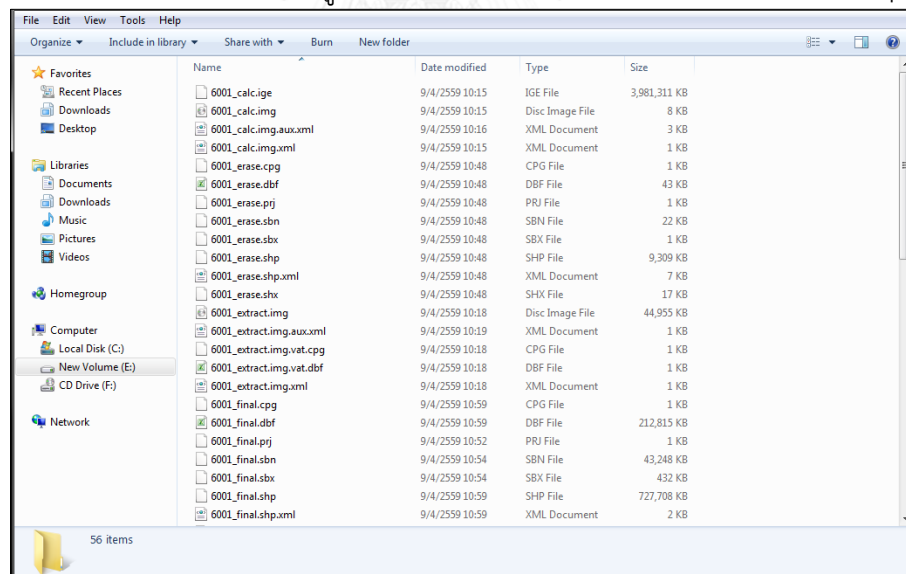 File Edit View Tools Help
Organize Include in library Share with Burn New folder
Favorites
Recent Places
Downloads
Desktop
Libraries
Documents
Downloads
Music
Pictures
Videos
Homegroup
Computer
Local Disk (C:)
New Volume (E:)
CD Drive (F:)
Network
Name Date modified Type Size
6001_calc.ige 9/4/2559 10:15 IGE File 3,981,311 KB
6001_calc.img 9/4/2559 10:15 Disc Image File 8 KB
6001_calc.img.aux.xml 9/4/2559 10:16 XML Document 3 KB
6001_calc.img.xml 9/4/2559 10:15 XML Document 1 KB
6001_erase.cpg 9/4/2559 10:48 CPG File 1 KB
6001_erase.dbf 9/4/2559 10:48 DBF File 43 KB
6001_erase.prj 9/4/2559 10:48 PRJ File 1 KB
6001_erase.sbn 9/4/2559 10:48 SBN File 22 KB
6001_erase.sbx 9/4/2559 10:48 SBX File 1 KB
6001_erase.shp 9/4/2559 10:48 SHP File 9,309 KB
6001_erase.shp.xml 9/4/2559 10:48 XML Document 7 KB
6001_erase.shx 9/4/2559 10:48 SHX File 17 KB
6001_extract.img 9/4/2559 10:18 Disc Image File 44,955 KB
6001_extract.img.aux.xml 9/4/2559 10:19 XML Document 1 KB
6001_extract.img.vat.cpg 9/4/2559 10:18 CPG File 1 KB
6001_extract.img.vat.dbf 9/4/2559 10:18 DBF File 1 KB
6001_extract.img.xml 9/4/2559 10:18 XML Document 1 KB
6001_final.cpg 9/4/2559 10:59 CPG File 1 KB
6001_final.dbf 9/4/2559 10:59 DBF File 212,815 KB
6001_final.prj 9/4/2559 10:52 PRJ File 1 KB
6001_final.sbn 9/4/2559 10:54 SBN File 43,248 KB
6001_final.sbx 9/4/2559 10:54 SBX File 432 KB
6001_final.shp 9/4/2559 10:59 SHP File 727,708 KB
6001_final.shp.xml 9/4/2559 10:59 XML Document 2 KB
56 items